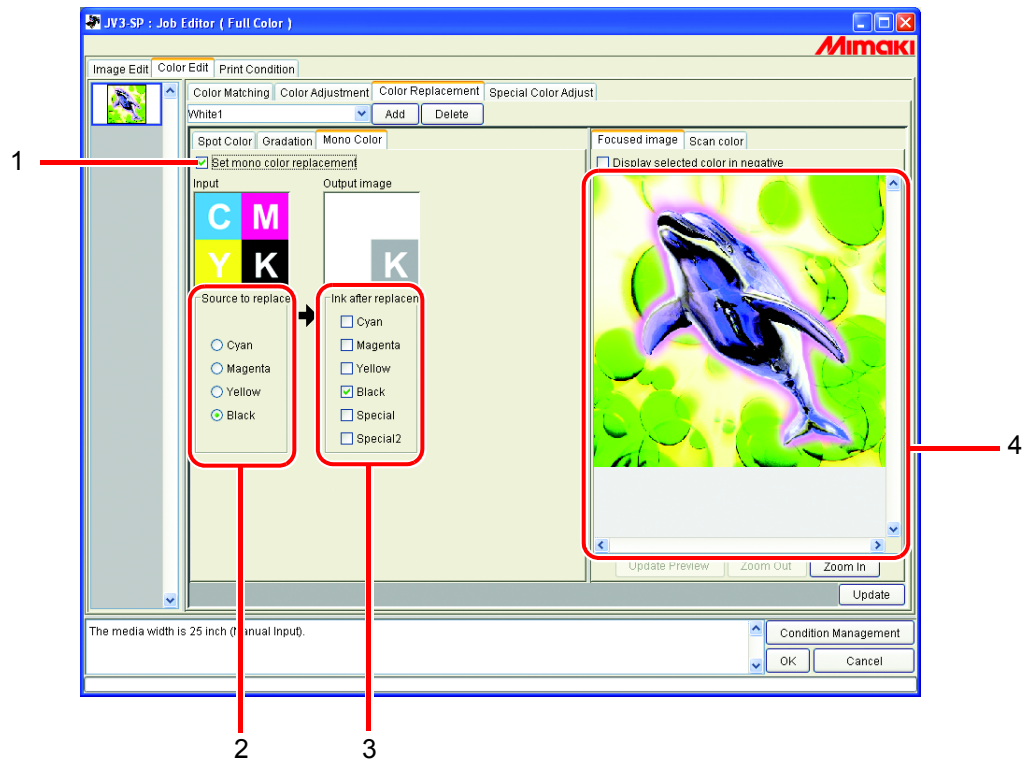 JV3-SP : Job Editor ( Full Color )
Mimaki
Image Edit Color Edit Print Condition
Color Matching Color Adjustment Color Replacement Special Color Adjust
White1 Add Delete
Spot Color Gradation Mono Color
Focused image Scan color
1
Set mono color replacement
Display selected color in negative
Input Output image
C M
Y K
K
Source to replace
Cyan
Magenta
Yellow
Black
Ink after replacen
Cyan
Magenta
Yellow
Black
Special
Special2
4
Update Preview Zoom Out Zoom In
Update
The media width is 25 inch (Manual Input).
Condition Management
OK Cancel
2 3